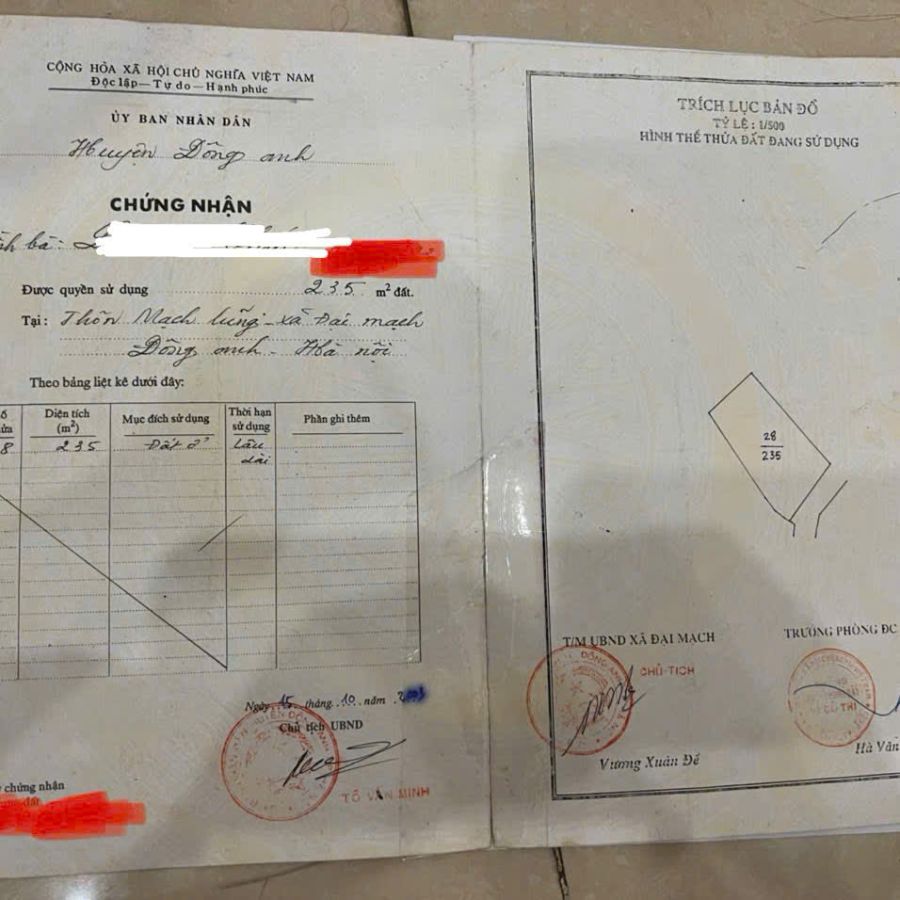 CỘNG HÒA XÃ HỘI CHỦ NGHĨA VIỆT NAM
Độc lập — Tự do — Hạnh phúc
ỦY BAN NHÂN DÂN
Huyện Đông anh
CHỨNG NHẬN
bà:
Được quyền sử dụng 235 m² đất.
Tại: Thôn Mạch lũng - xã Đại mạch
Đông anh - Hà nội
Theo bảng liệt kê dưới đây:
Diện tích (m²) Mục đích sử dụng Thời hạn sử dụng Phần ghi thêm
8 235 Đất ở Lâu dài
Ngày 15 tháng 10 năm
Chủ tịch UBND
TÔ VĂN MINH
chứng nhận
đất
TRÍCH LỤC BẢN ĐỒ
TỶ LỆ: 1/500
HÌNH THỂ THỬA ĐẤT ĐANG SỬ DỤNG
28
235
T/M UBND XÃ ĐẠI MẠCH
CHỦ TỊCH
Vương Xuân Đề
TRƯỞNG PHÒNG ĐC
Hà Văn